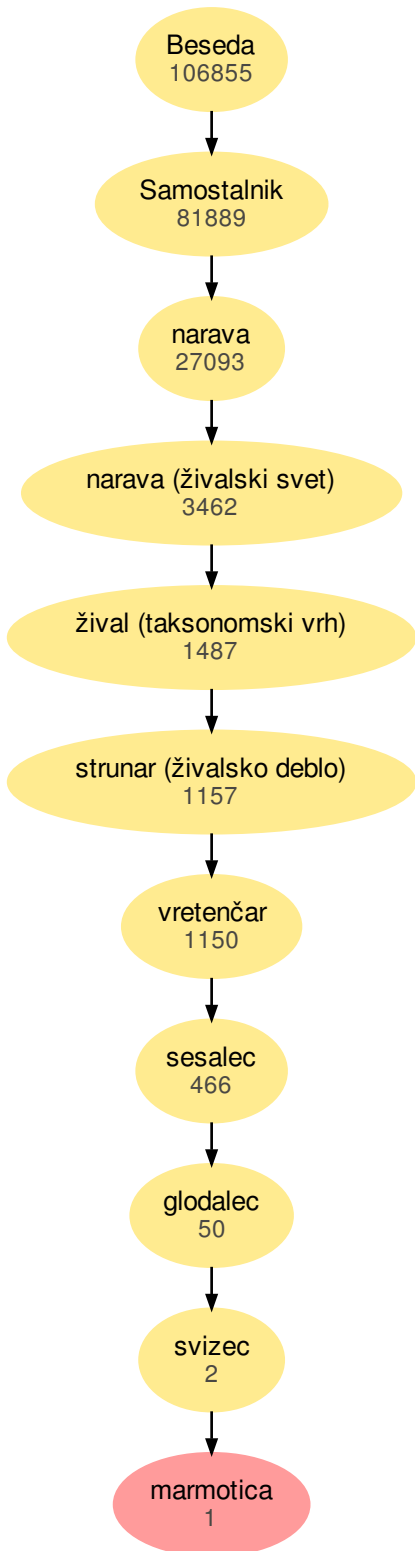 Beseda
106855
Samostalnik
81889
narava
27093
narava (živalski svet)
3462
žival (taksonomski vrh)
1487
strunar (živalsko deblo)
1157
vretenčar
1150
sesalec
466
glodalec
50
svizec
2
marmotica
1